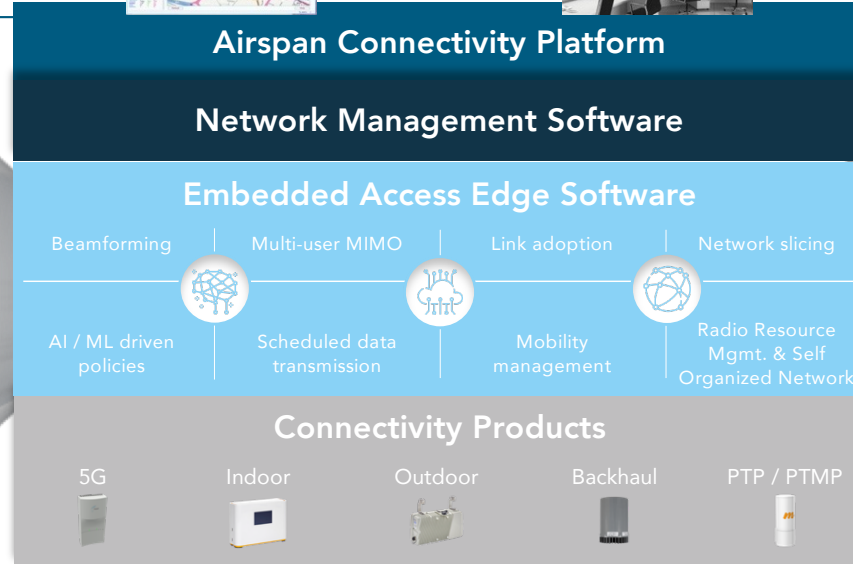 Airspan Connectivity Platform
Network Management Software
Embedded Access Edge Software
Beamforming
Multi-user MIMO
Link adoption
Network slicing
AI / ML driven
policies
Scheduled data
transmission
Mobility
management
Radio Resource
Mgmt. & Self
Organized Network
Connectivity Products
5G
Indoor
Outdoor
Backhaul
PTP / PTMP